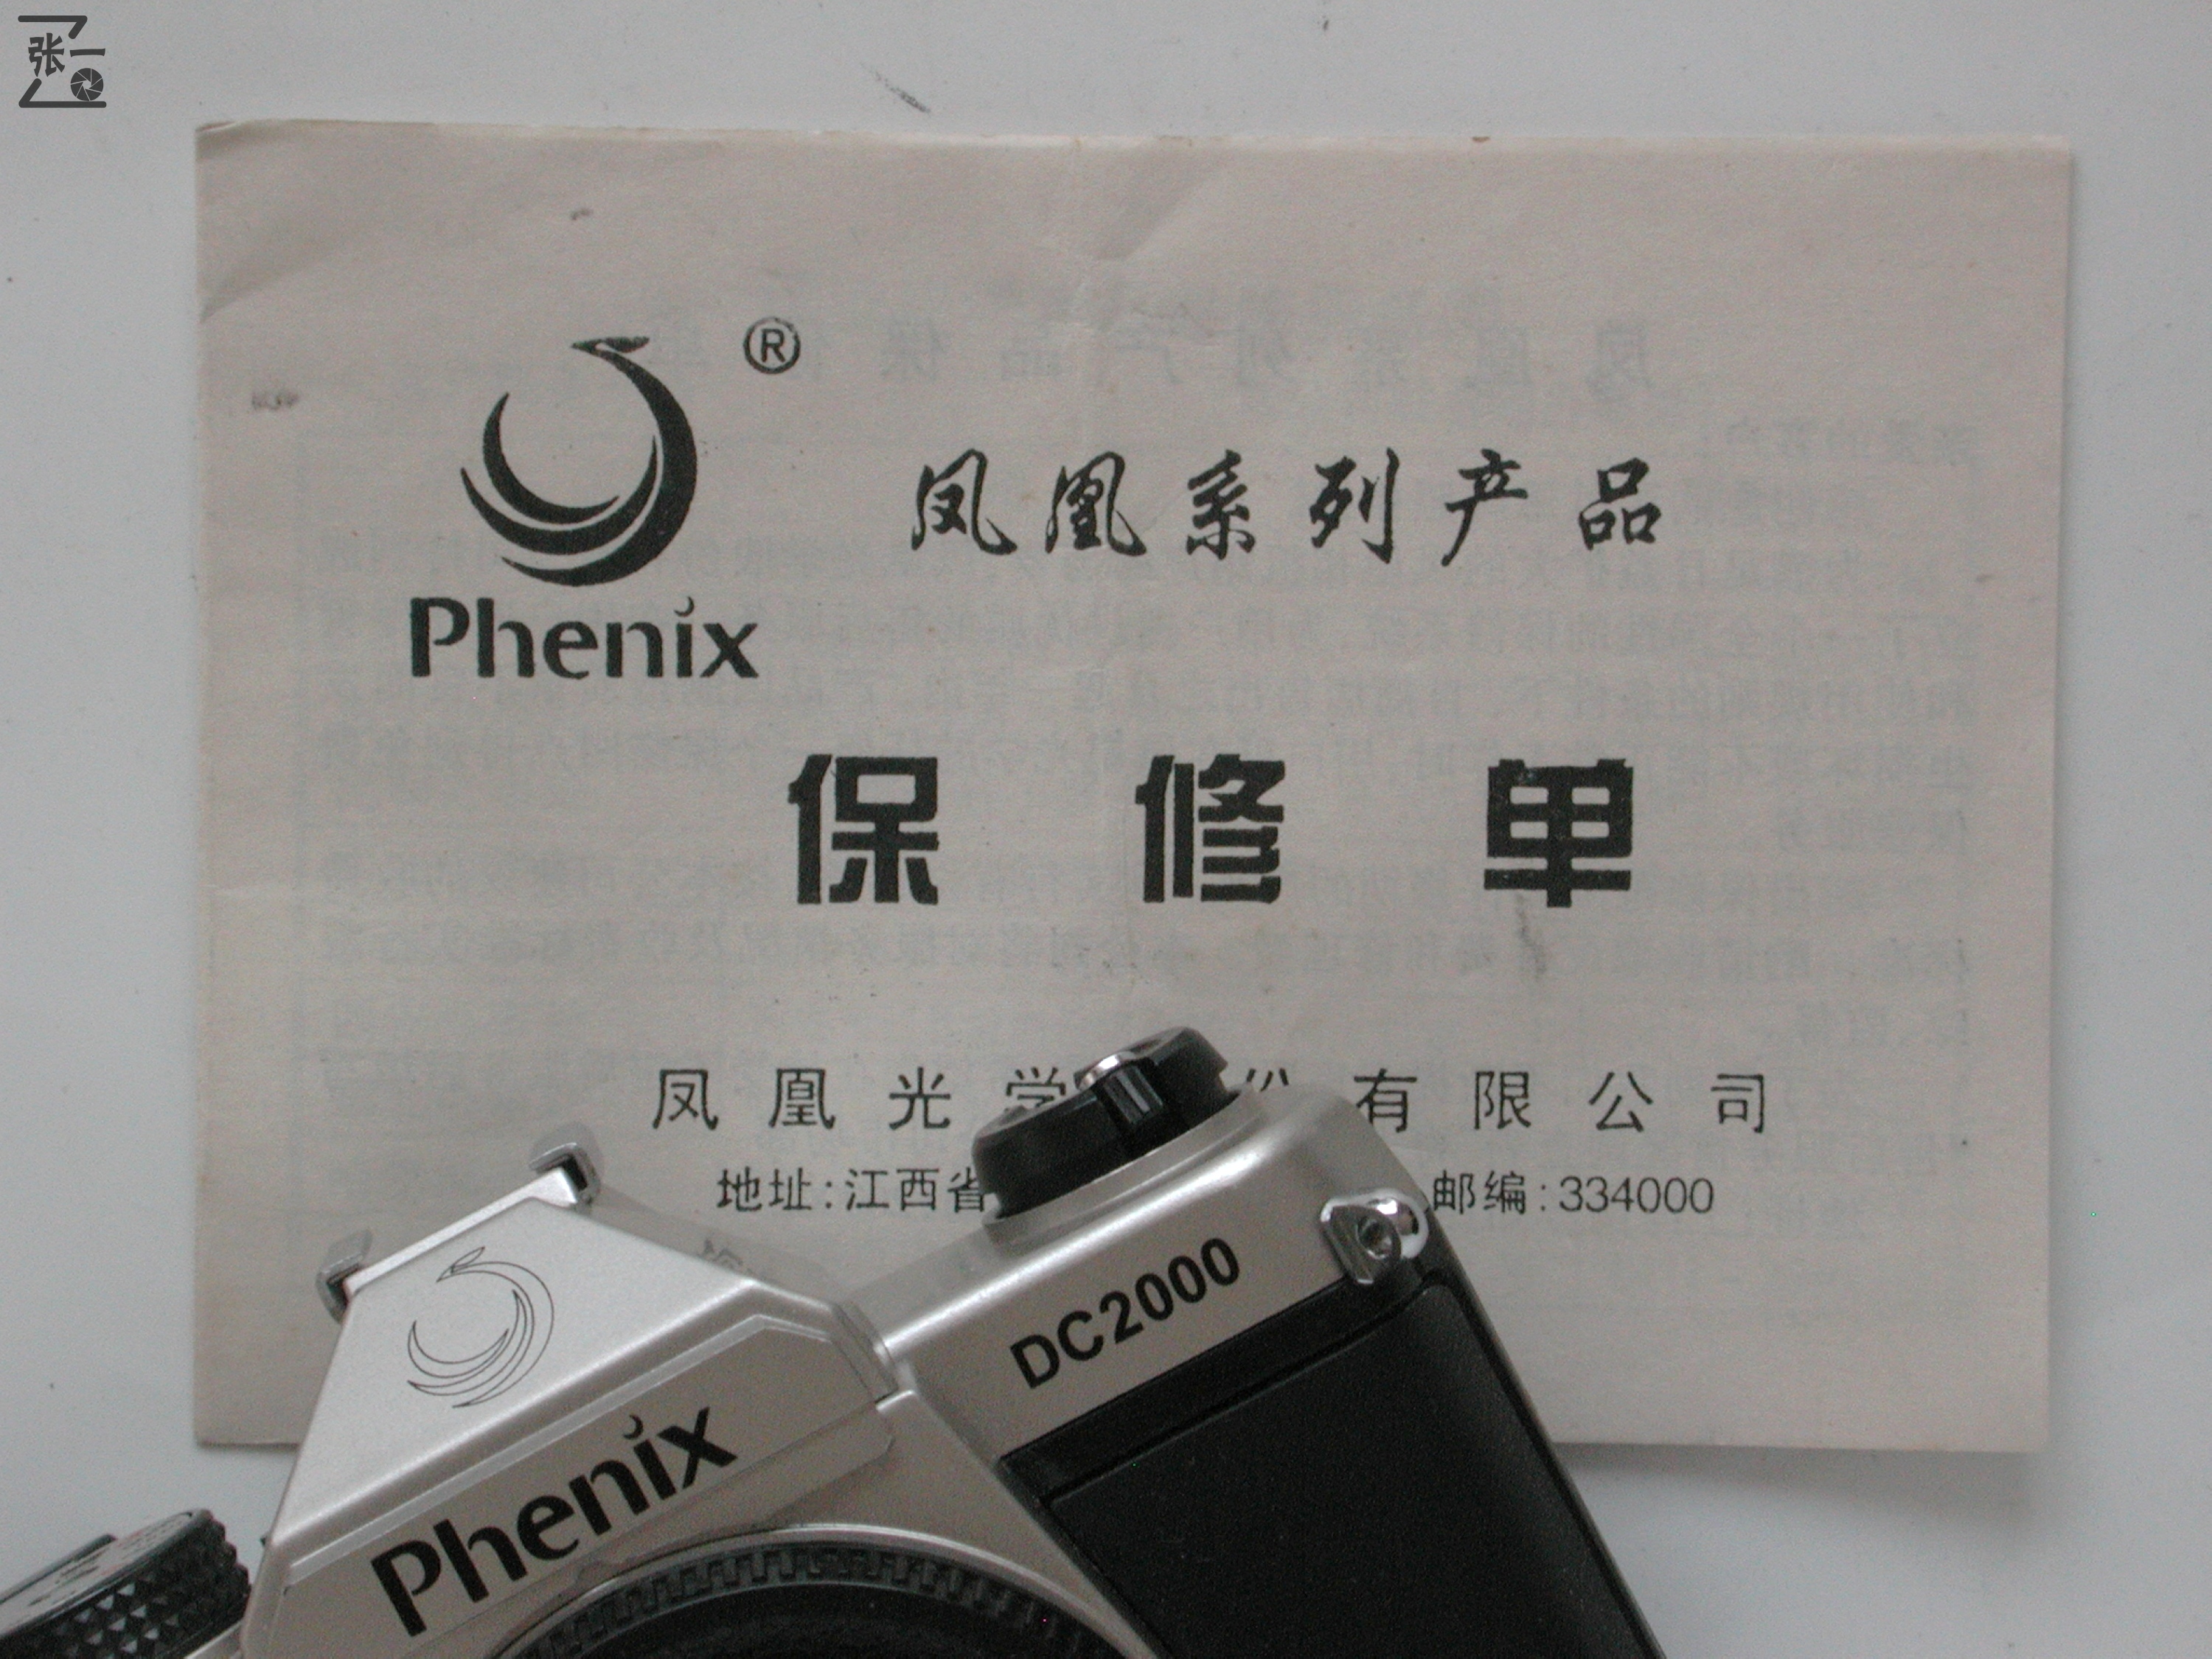 张一
®
Phenix
凤凰系列产品
保修单
凤凰光学 份有限公司
地址:江西省 邮编:334000
DC2000
Phenix